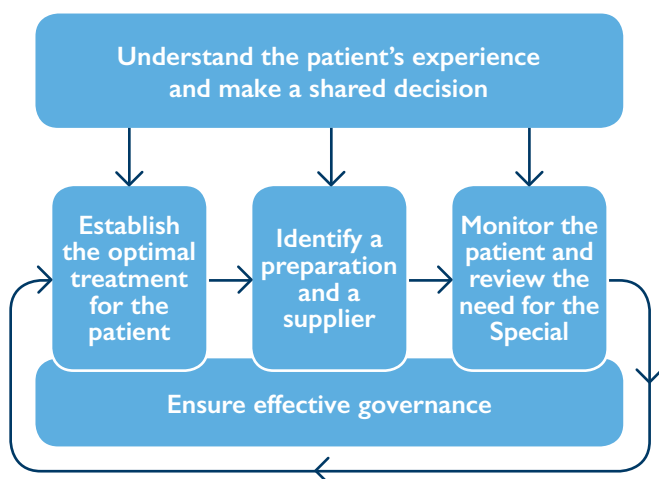 Understand the patient’s experience
and make a shared decision
Establish
the optimal
treatment
for the
patient
Identify a
preparation
and a
supplier
Monitor the
patient and
review the
need for the
Special
Ensure effective governance